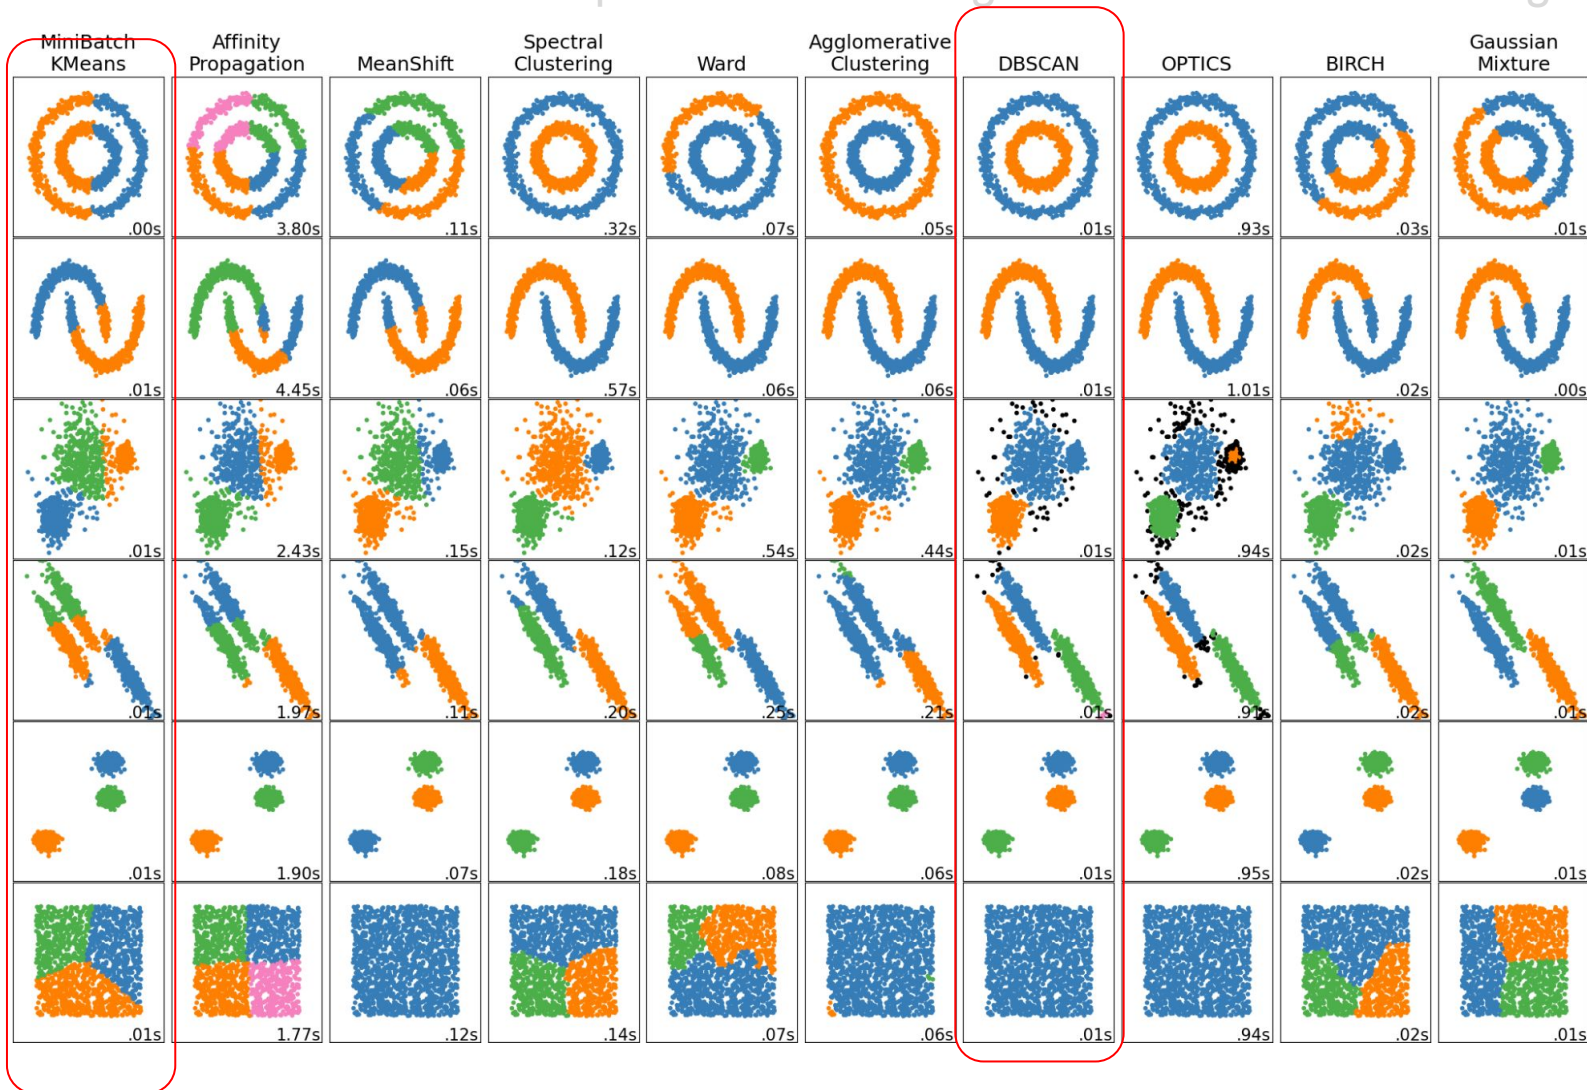 MiniBatch
KMeans
Affinity
Propagation
MeanShift
Spectral
Clustering
Ward
Agglomerative
Clustering
DBSCAN
OPTICS
BIRCH
Gaussian
Mixture
.00s 3.80s .11s .32s .07s .05s .01s .93s .03s .01s
.01s 4.45s .06s .57s .06s .06s .01s 1.01s .02s .00s
.01s 2.43s .15s .12s .54s .44s .01s .94s .02s .01s
.01s 1.97s .11s .20s .25s .21s .01s .91s .02s .01s
.01s 1.90s .07s .18s .08s .06s .01s .95s .02s .01s
.01s 1.77s .12s .14s .07s .06s .01s .94s .02s .01s